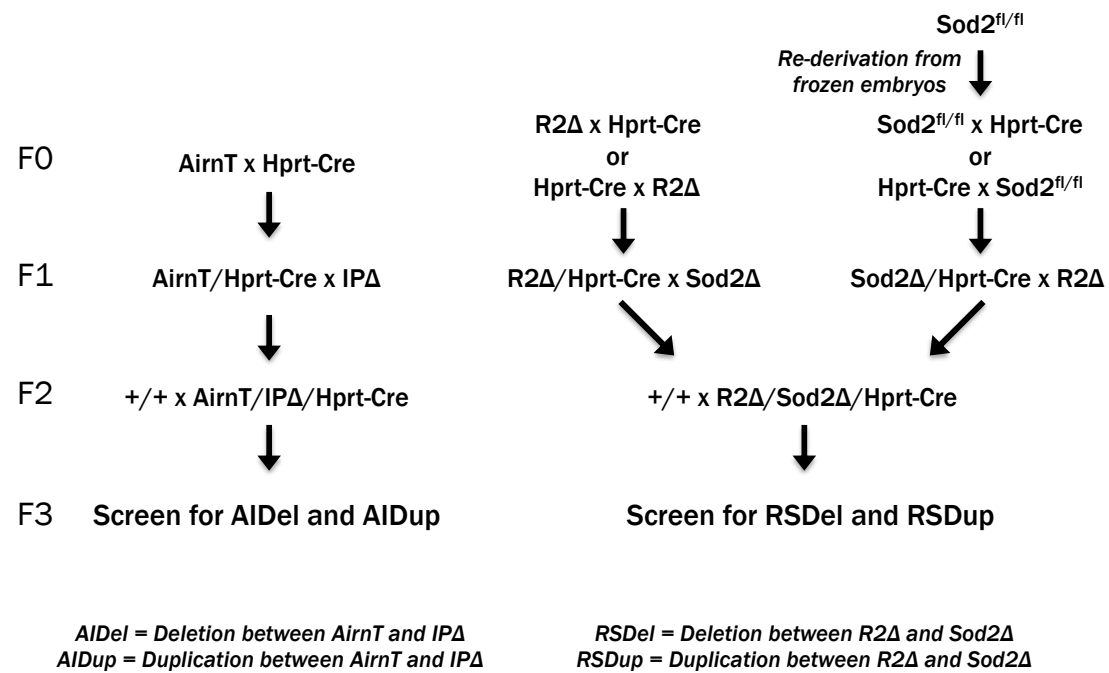 Sod2fl/fl
Re-derivation from
frozen embryos
F0
AirnT x Hprt-Cre
R2Δ x Hprt-Cre
or
Hprt-Cre x R2Δ
Sod2fl/fl x Hprt-Cre
or
Hprt-Cre x Sod2fl/fl
F1
AirnT/Hprt-Cre x IPΔ
R2Δ/Hprt-Cre x Sod2Δ
Sod2Δ/Hprt-Cre x R2Δ
F2
+/+ x AirnT/IPΔ/Hprt-Cre
+/+ x R2Δ/Sod2Δ/Hprt-Cre
F3
Screen for AIDel and AIDup
Screen for RSDel and RSDup
AIDel = Deletion between AirnT and IPΔ
AIDup = Duplication between AirnT and IPΔ
RSDel = Deletion between R2Δ and Sod2Δ
RSDup = Duplication between R2Δ and Sod2Δ